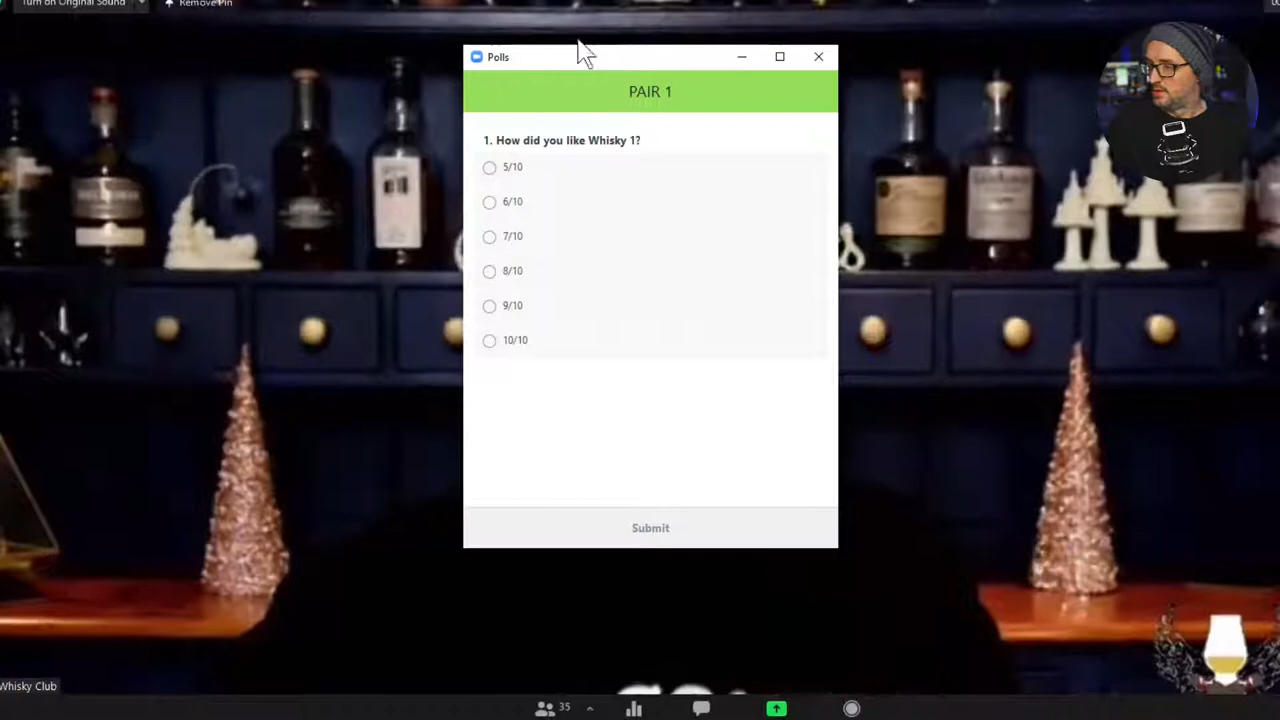 Turn on Original Sound
Remove Pin
Polls
PAIR 1
1. How did you like Whisky 1?
5/10
6/10
7/10
8/10
9/10
10/10
Submit
Whisky Club
35